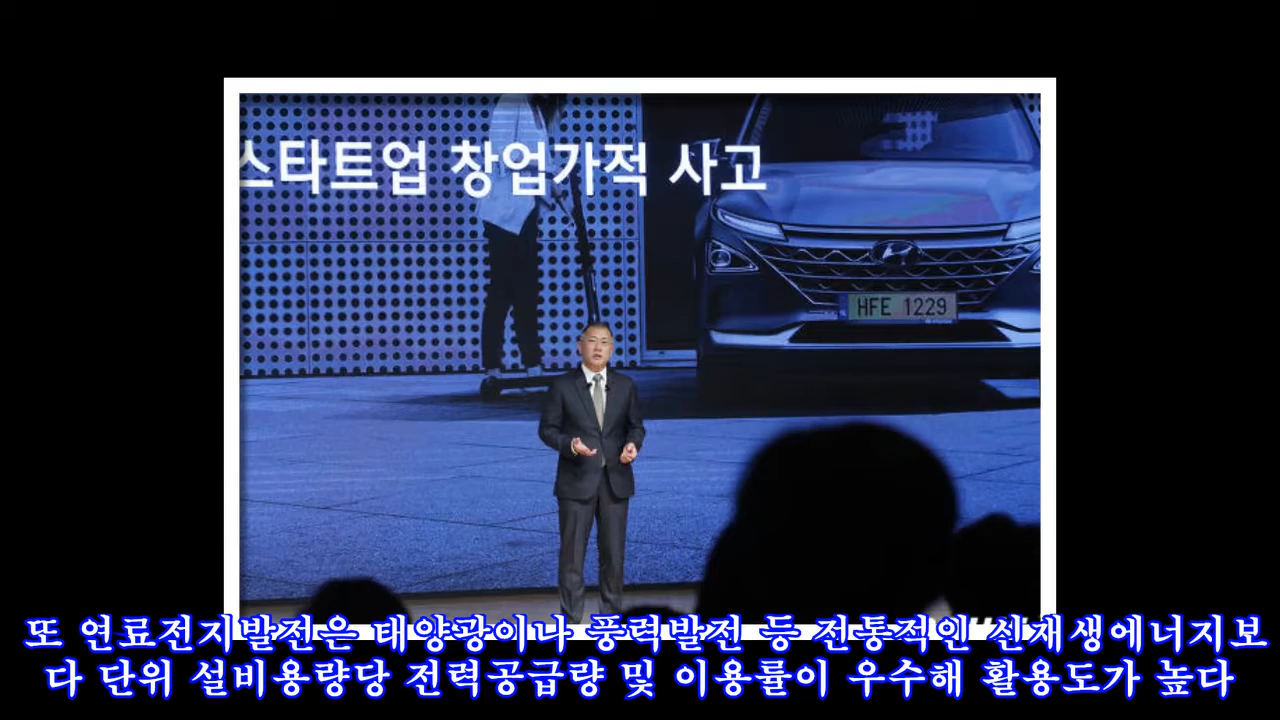 스타트업 창업가적 사고
HFE 1229
또 연료전지발전은 태양광이나 풍력발전 등 전통적인 신재생에너지보
다 단위 설비용량당 전력공급량 및 이용률이 우수해 활용도가 높다